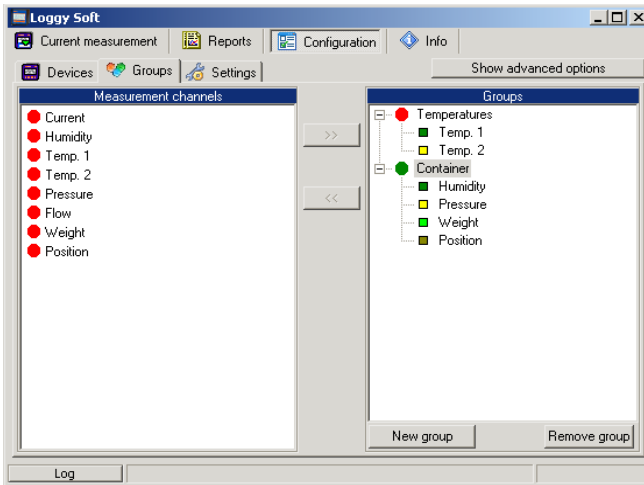 Loggy Soft
Current measurement Reports Configuration Info
Devices Groups Settings Show advanced options
Measurement channels
Current
Humidity
Temp. 1
Temp. 2
Pressure
Flow
Weight
Position
>>
<<
Groups
Temperatures
Temp. 1
Temp. 2
Container
Humidity
Pressure
Weight
Position
New group Remove group
Log